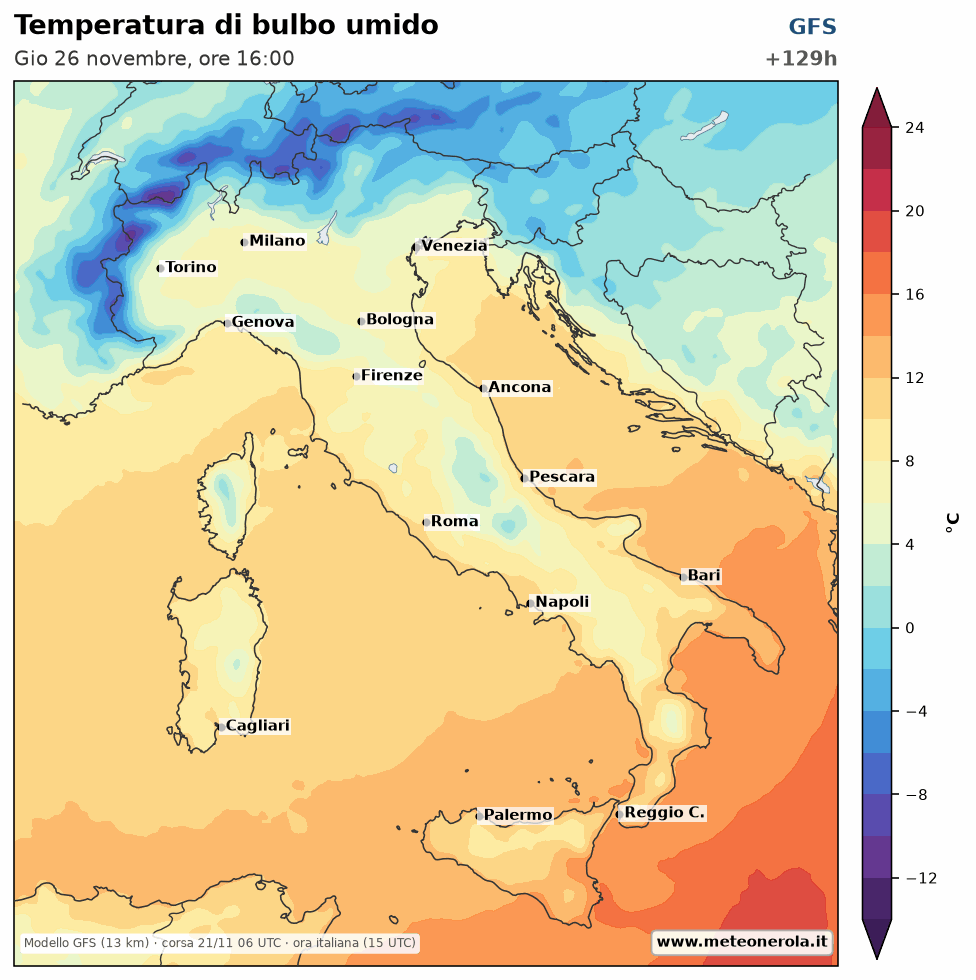 Temperatura di bulbo umido
GFS
Gio 26 novembre, ore 16:00
+129h
Milano
Venezia
Torino
Genova
Bologna
Firenze
Ancona
Pescara
Roma
Bari
Napoli
Cagliari
Palermo
Reggio C.
24
20
16
12
8
4
0
−4
−8
−12
°C
Modello GFS (13 km) · corsa 21/11 06 UTC · ora italiana (15 UTC)
www.meteonerola.it